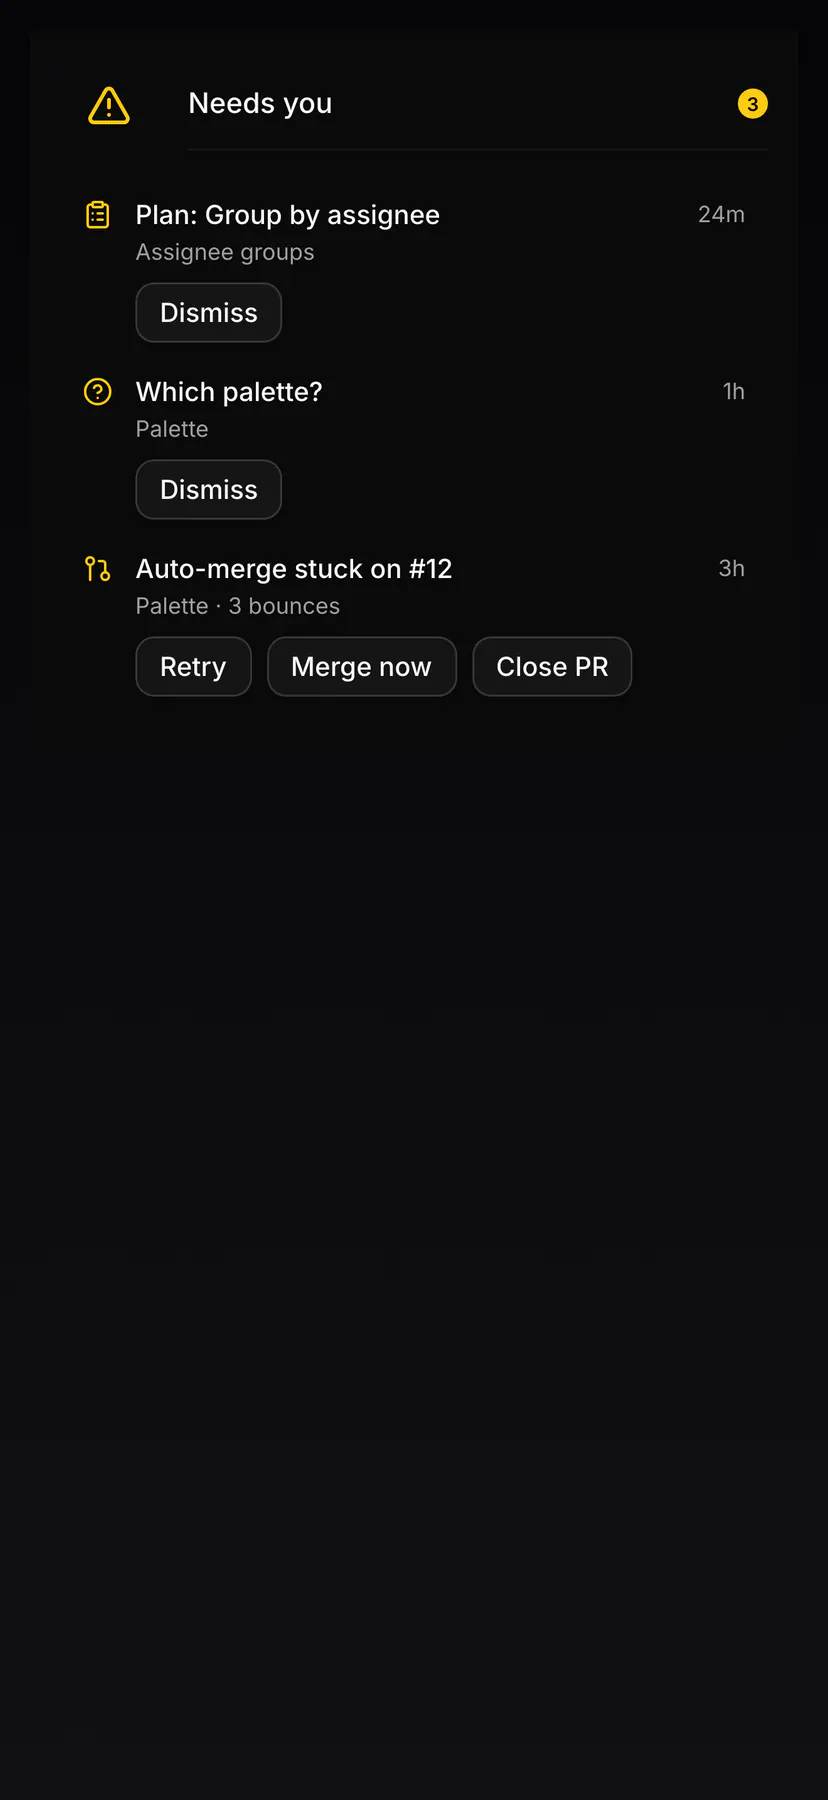 Needs you
3
Plan: Group by assignee
24m
Assignee groups
Dismiss
Which palette?
1h
Palette
Dismiss
Auto-merge stuck on #12
3h
Palette · 3 bounces
Retry
Merge now
Close PR